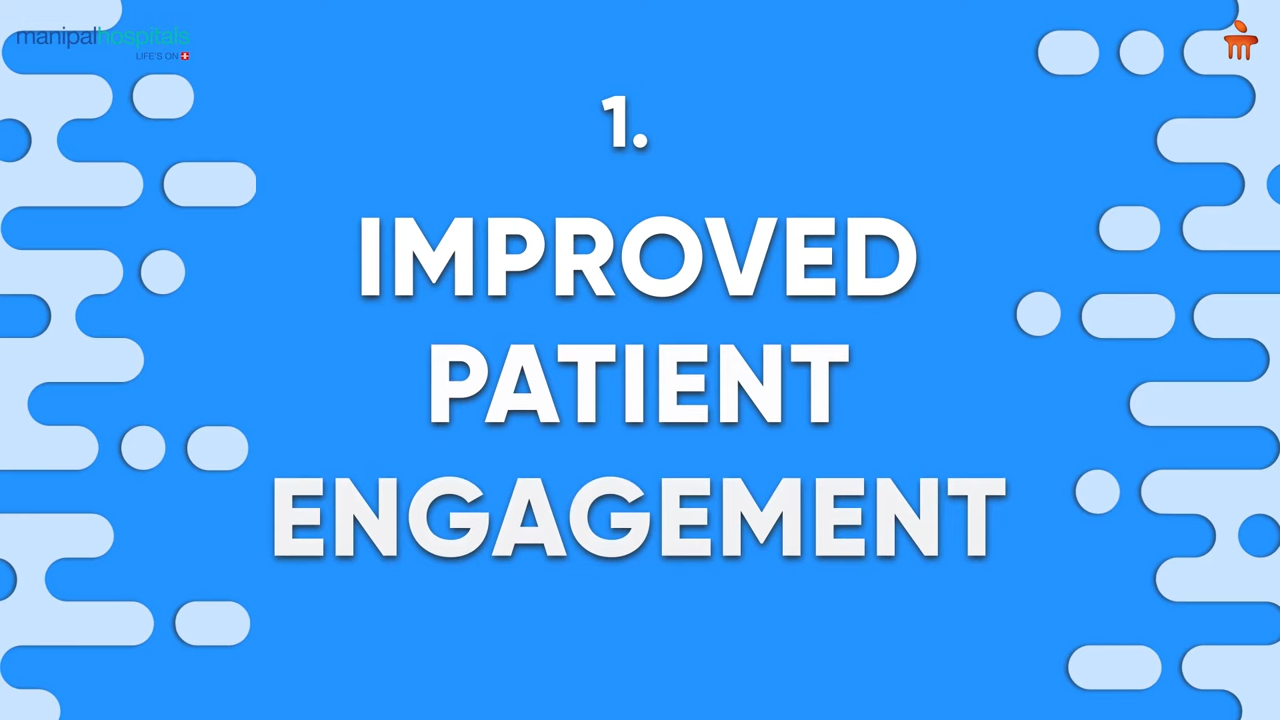 manipalhospitals
LIFE'S ON
1.
IMPROVED
PATIENT
ENGAGEMENT